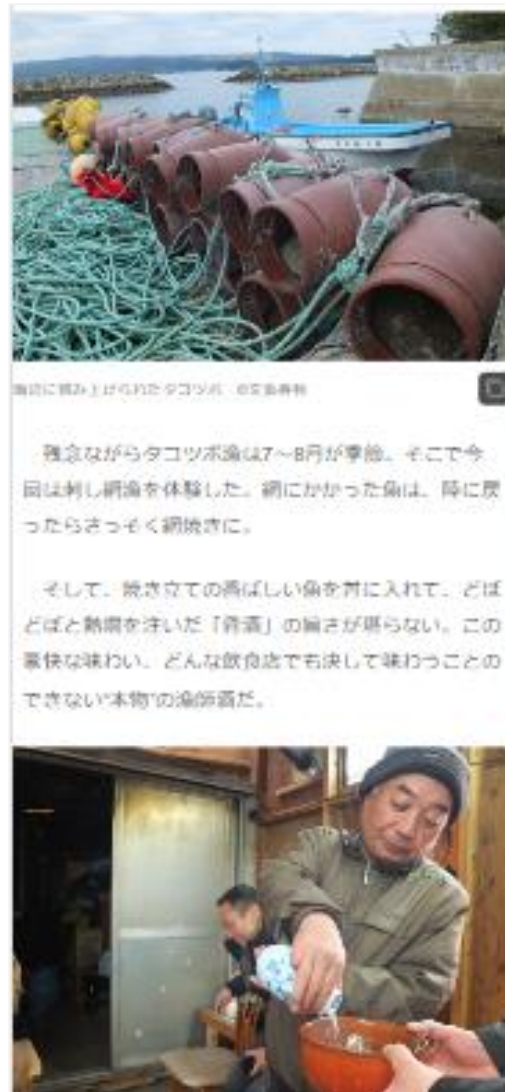 海辺に積み上げられたタコツボ
残念ながらタコツボ漁は7〜8月が季節。そこで今
回は刺し網漁を体験した。網にかかった魚は、陸に戻
ったらさっそく網焼きに。
そして、焼き立ての香ばしい魚を丼に入れて、どぼ
どぼと熱燗を注いだ「骨酒」の旨さが堪らない。この
豪快な味わい、どんな飲食店でも決して味わうことの
できない“本物”の漁師酒だ。